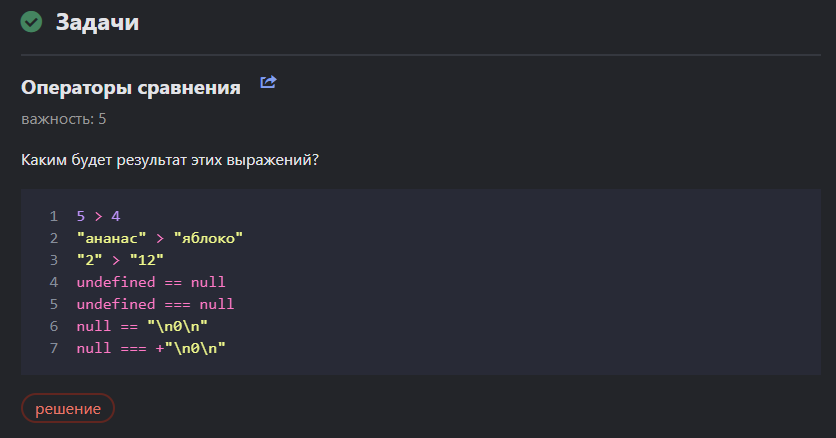 Задачи
Операторы сравнения
важность: 5
Каким будет результат этих выражений?
1 5 > 4
2 "ананас" > "яблоко"
3 "2" > "12"
4 undefined == null
5 undefined === null
6 null == "\n0\n"
7 null === +"\n0\n"
решение